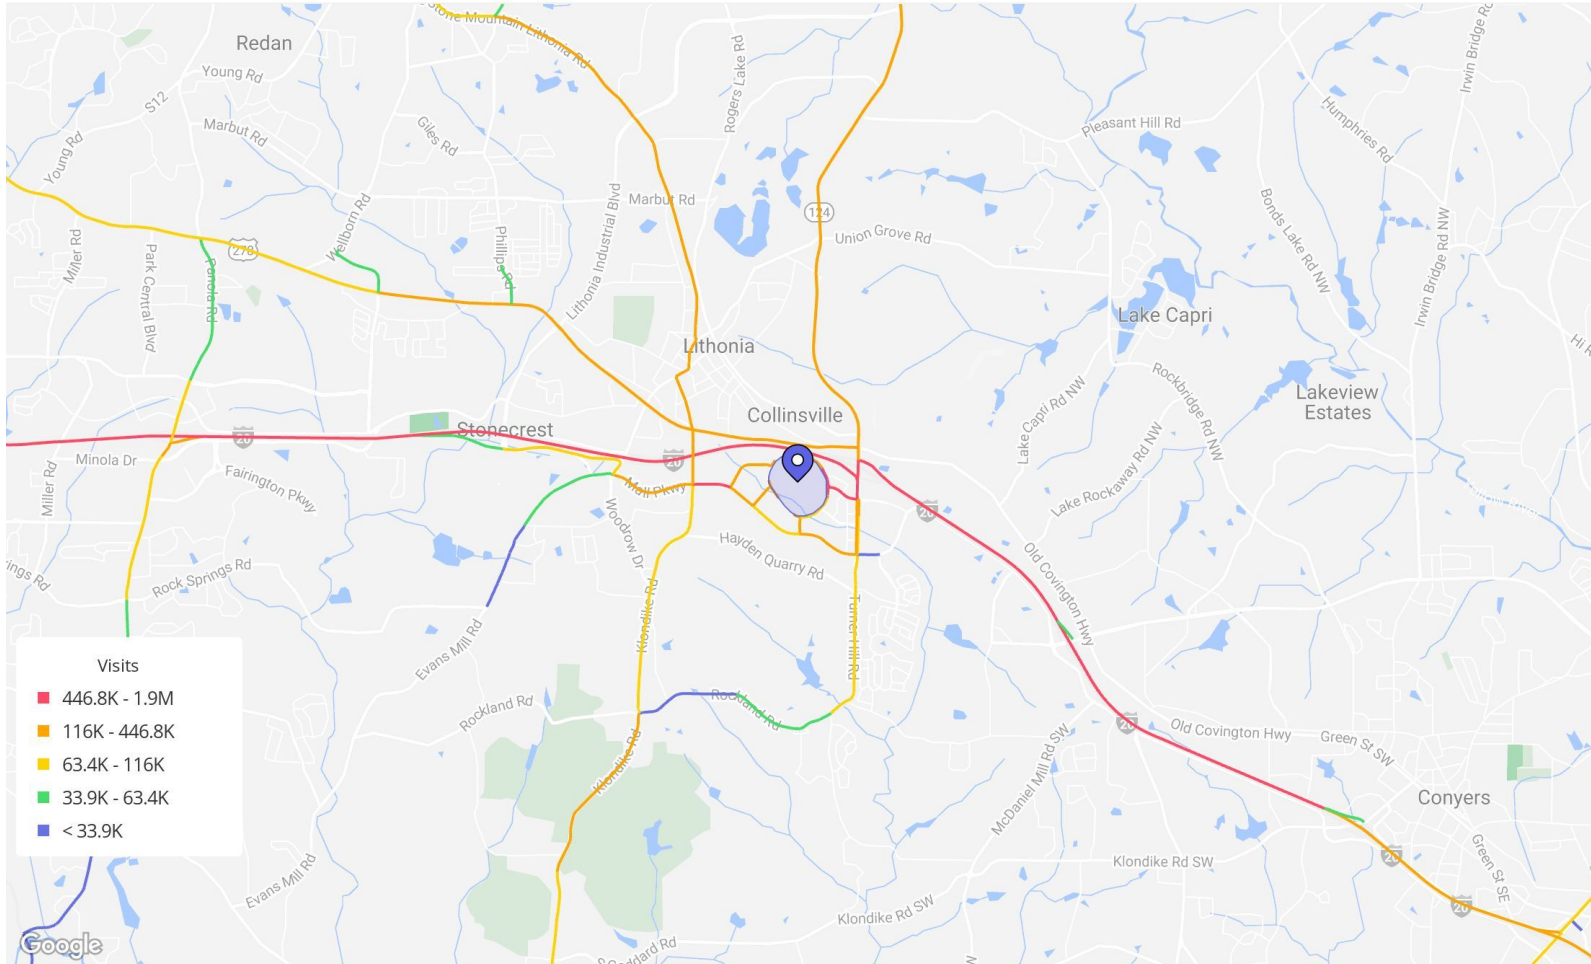 Stone Mountain Lithonia Rd
Redan
Young Rd
S12
Marbut Rd
Giles Rd
Young Rd
Rogers Lake Rd
Pleasant Hill Rd
Humphries Rd
Irwin Bridge Rd
Wellborn Rd
Marbut Rd
124
Union Grove Rd
Bonds Lake Rd NW
Irwin Bridge Rd NW
Miller Rd
Park Central Blvd
Panola Rd
278
Phillips Rd
Lithonia Industrial Blvd
Lake Capri
Lithonia
Lake Capri Rd NW
Rockbridge Rd NW
Lakeview
Estates
Collinsville
Stonecrest
20
20
Minola Dr
Miller Rd
Fairington Pkwy
Mall Pkwy
Lake Rockaway Rd NW
20
Woodrow Dr
Hayden Quarry Rd
Old Covington Hwy
Rock Springs Rd
Klondike Rd
Turner Hill Rd
Evans Mill Rd
Rockland Rd
Rockland Rd
Klondike Rd
20
Old Covington Hwy
Green St SW
McDaniel Mill Rd SW
Conyers
20
Klondike Rd SW
Green St SE
20
Evans Mill Rd
Klondike Rd SW
S Goddard Rd
Visits
446.8K - 1.9M
116K - 446.8K
63.4K - 116K
33.9K - 63.4K
< 33.9K
Google